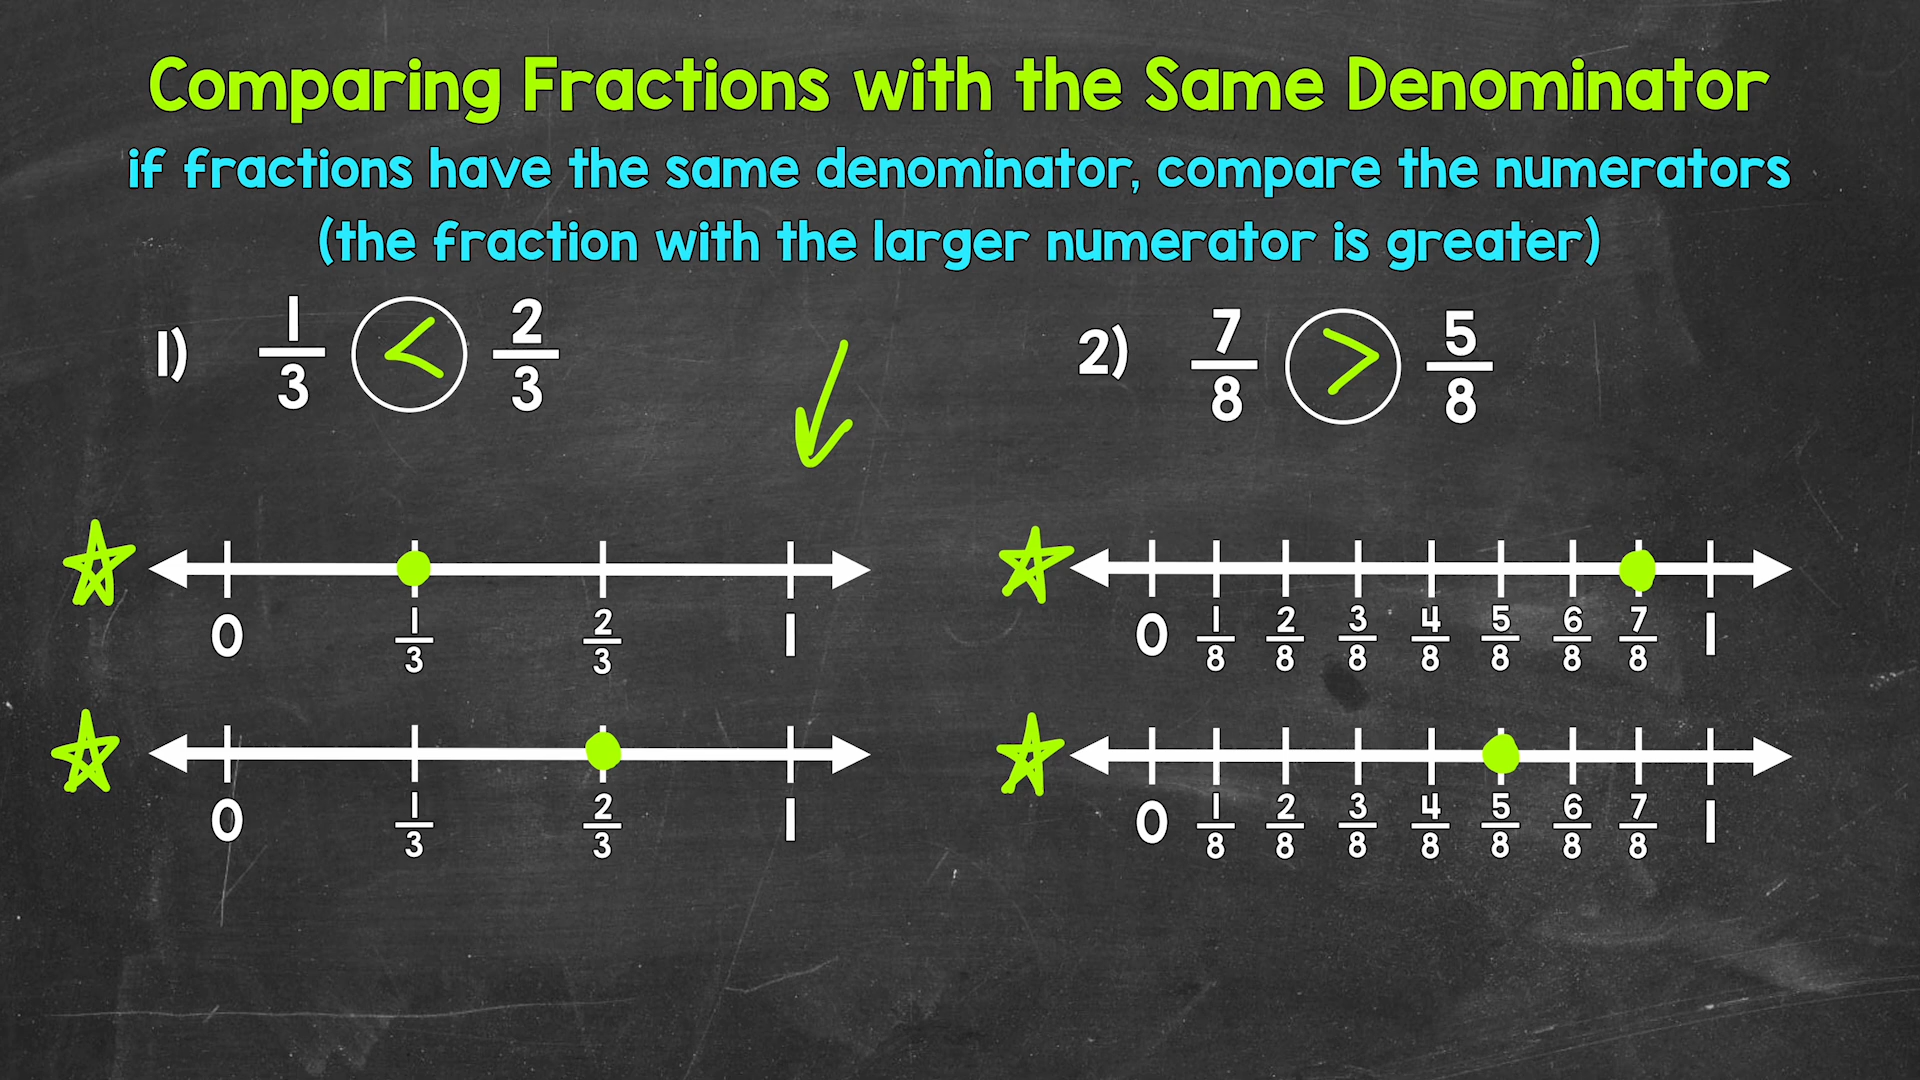 Comparing Fractions with the Same Denominator
if fractions have the same denominator, compare the numerators
(the fraction with the larger numerator is greater)
1) 1/3 < 2/3
2) 7/8 > 5/8
0 1/3 2/3 1
0 1/8 2/8 3/8 4/8 5/8 6/8 7/8 1
0 1/3 2/3 1
0 1/8 2/8 3/8 4/8 5/8 6/8 7/8 1